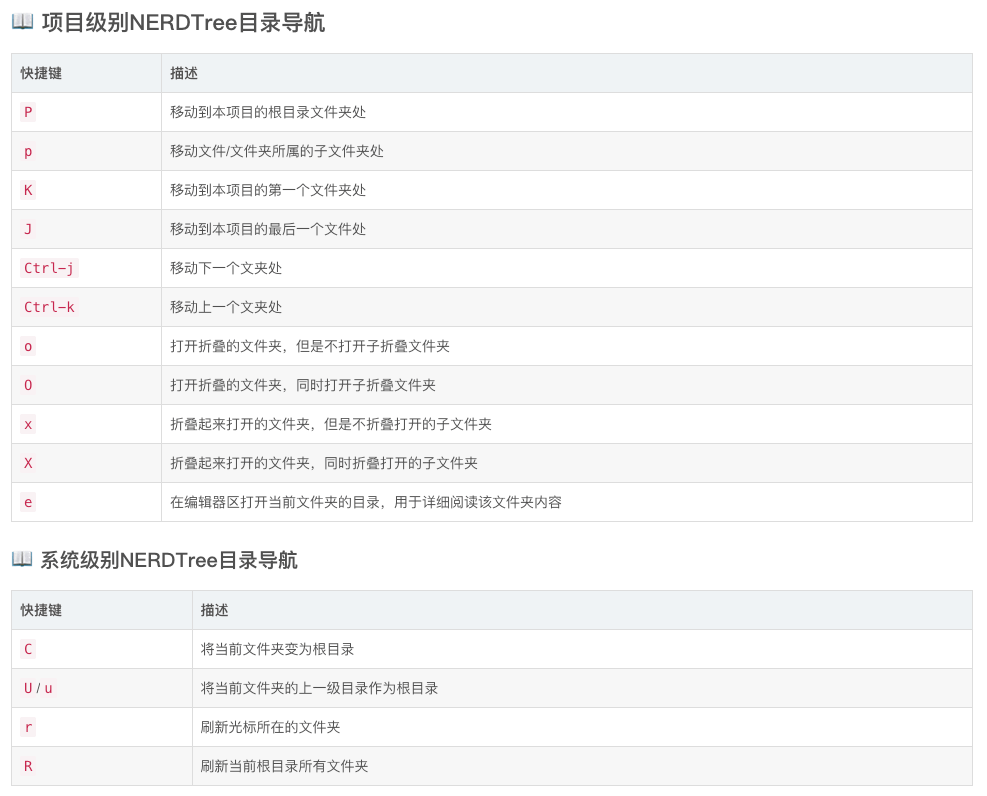 📖 项目级别NERDTree目录导航
快捷键 描述
P 移动到本项目的根目录文件夹处
p 移动文件/文件夹所属的子文件夹处
K 移动到本项目的第一个文件夹处
J 移动到本项目的最后一个文件处
Ctrl-j 移动下一个文夹处
Ctrl-k 移动上一个文夹处
o 打开折叠的文件夹，但是不打开子折叠文件夹
O 打开折叠的文件夹，同时打开子折叠文件夹
x 折叠起来打开的文件夹，但是不折叠打开的子文件夹
X 折叠起来打开的文件夹，同时折叠打开的子文件夹
e 在编辑器区打开当前文件夹的目录，用于详细阅读该文件夹内容
📖 系统级别NERDTree目录导航
快捷键 描述
C 将当前文件夹变为根目录
U / u 将当前文件夹的上一级目录作为根目录
r 刷新光标所在的文件夹
R 刷新当前根目录所有文件夹